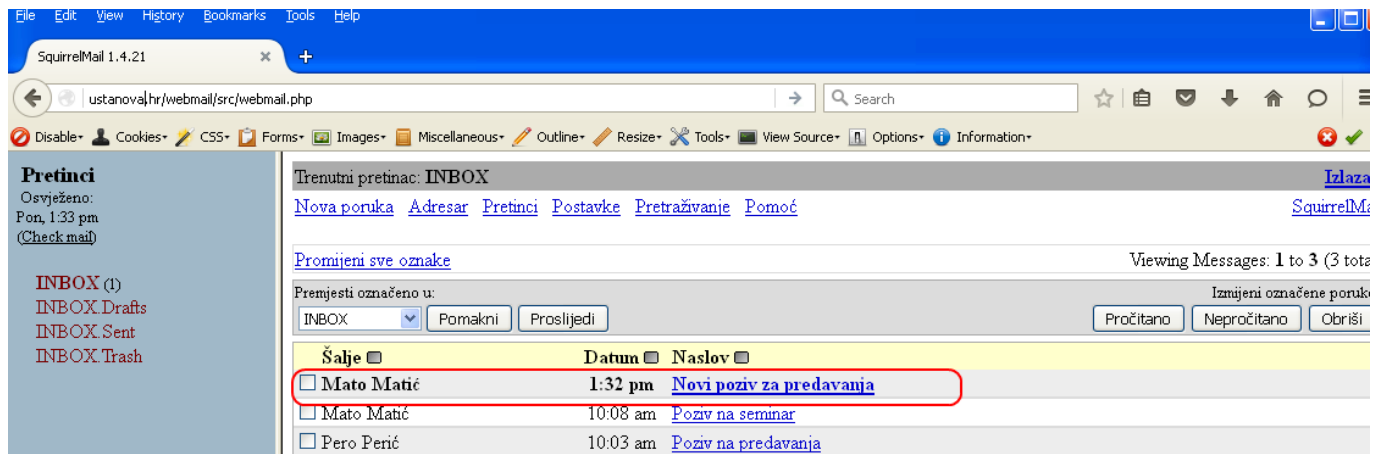 File Edit View History Bookmarks Tools Help
SquirrelMail 1.4.21
ustanova.hr/webmail/src/webmail.php Search
Disable Cookies CSS Forms Images Miscellaneous Outline Resize Tools View Source Options Information
Pretinci
Osvježeno:
Pon, 1:33 pm
(Check mail)
INBOX (1)
INBOX.Drafts
INBOX.Sent
INBOX.Trash
Trenutni pretinac: INBOX Izlaza
Nova poruka Adresar Pretinci Postavke Pretraživanje Pomoć SquirrelMa
Promijeni sve oznake Viewing Messages: 1 to 3 (3 tota
Premjesti označeno u: Izmijeni označene poruke
INBOX Pomakni Proslijedi Pročitano Nepročitano Obriši
Šalje Datum Naslov
Mato Matić 1:32 pm Novi poziv za predavanja
Mato Matić 10:08 am Poziv na seminar
Pero Perić 10:03 am Poziv na predavanja